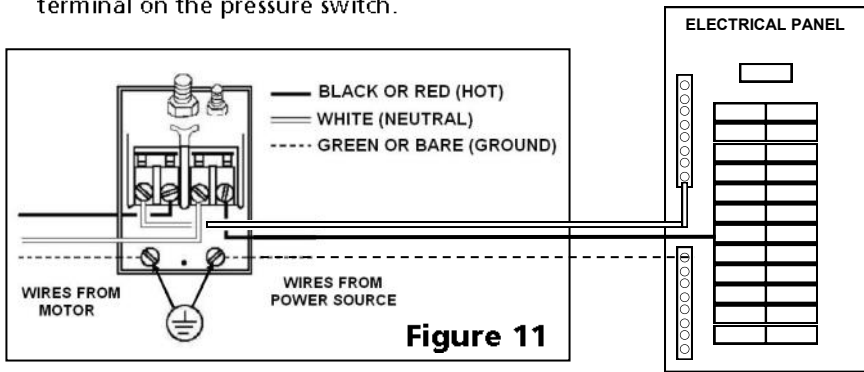 terminal on the pressure switch.
ELECTRICAL PANEL
BLACK OR RED (HOT)
WHITE (NEUTRAL)
GREEN OR BARE (GROUND)
WIRES FROM
MOTOR
WIRES FROM
POWER SOURCE
Figure 11